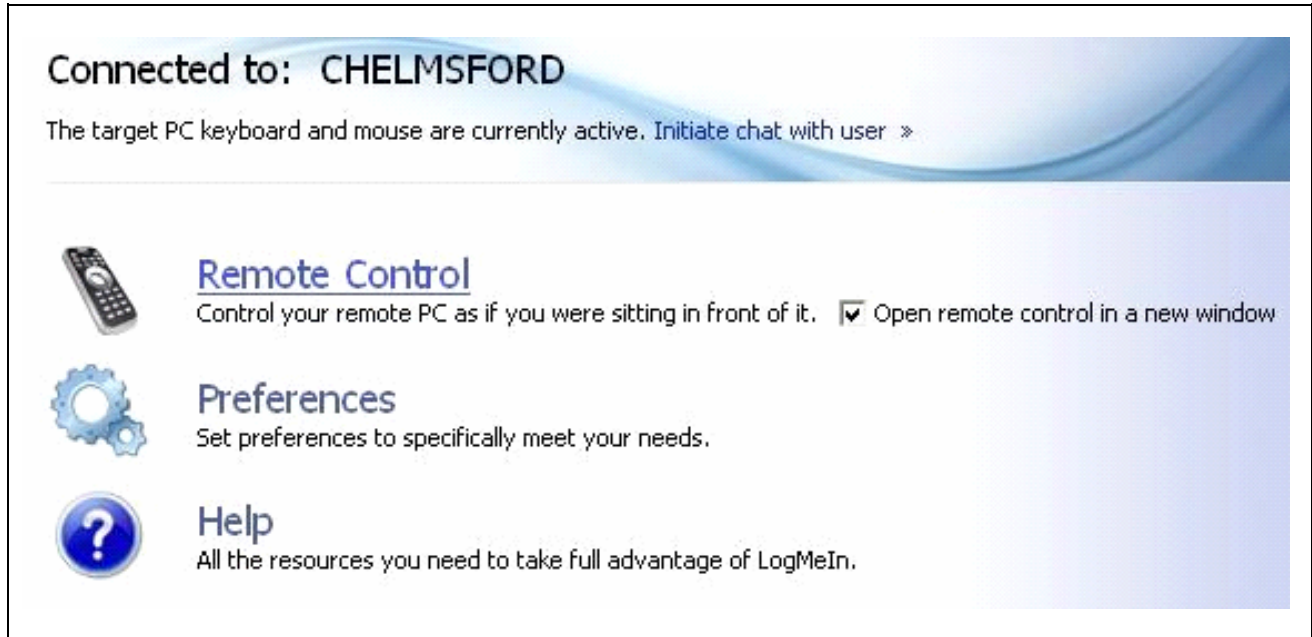 Connected to: CHELMSFORD
The target PC keyboard and mouse are currently active. Initiate chat with user »
Remote Control
Control your remote PC as if you were sitting in front of it. Open remote control in a new window
Preferences
Set preferences to specifically meet your needs.
?
Help
All the resources you need to take full advantage of LogMeIn.